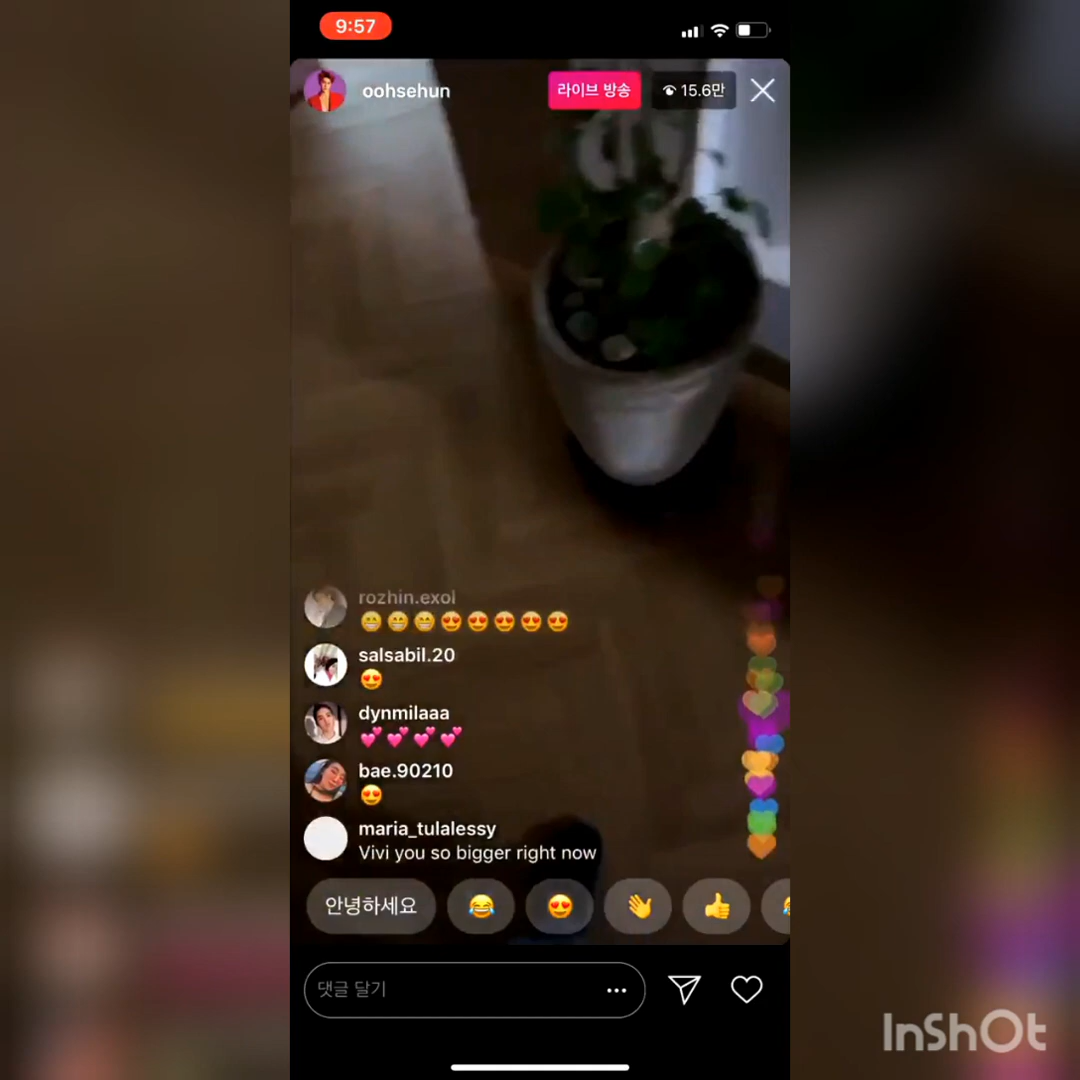 9:57
oohsehun
라이브 방송
15.6만
rozhin.exol
salsabil.20
dynmilaaa
bae.90210
maria_tulalessy
Vivi you so bigger right now
안녕하세요
댓글 달기
InShOt